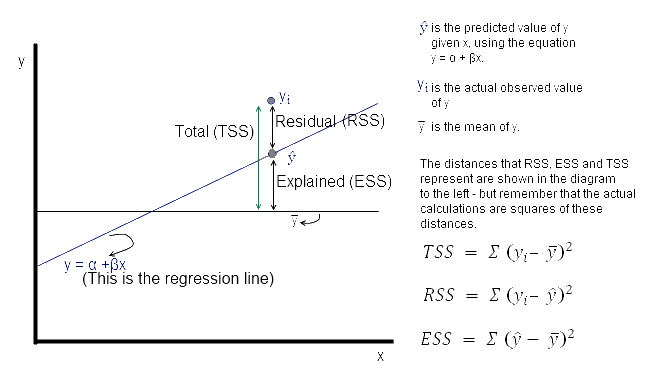 y
yi
Total (TSS)
Residual (RSS)
ŷ
Explained (ESS)
y̅
y = α +βx
(This is the regression line)
x
ŷ is the predicted value of y
given x, using the equation
y = α + βx.
yi is the actual observed value
of y
y̅ is the mean of y.
The distances that RSS, ESS and TSS
represent are shown in the diagram
to the left - but remember that the actual
calculations are squares of these
distances.
TSS = Σ (yi – y̅)²
RSS = Σ (yi – ŷ)²
ESS = Σ (ŷ – y̅)²